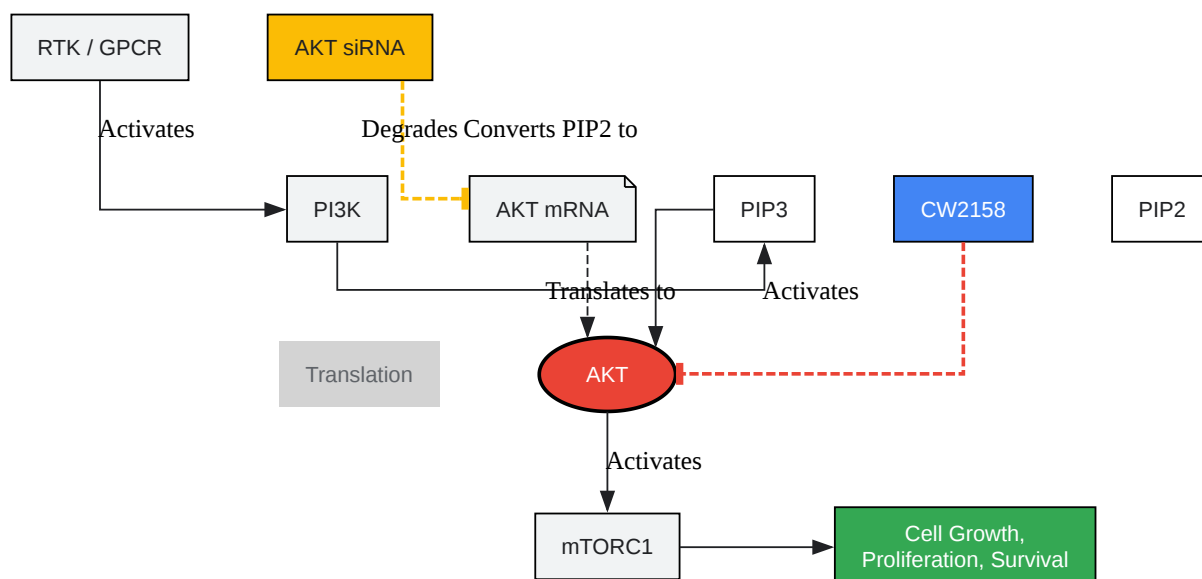 RTK / GPCR
AKT siRNA
Activates
Degrades
Converts PIP2 to
PI3K
AKT mRNA
PIP3
CW2158
PIP2
Translates to
Activates
Translation
AKT
Activates
mTORC1
Cell Growth,
Proliferation, Survival